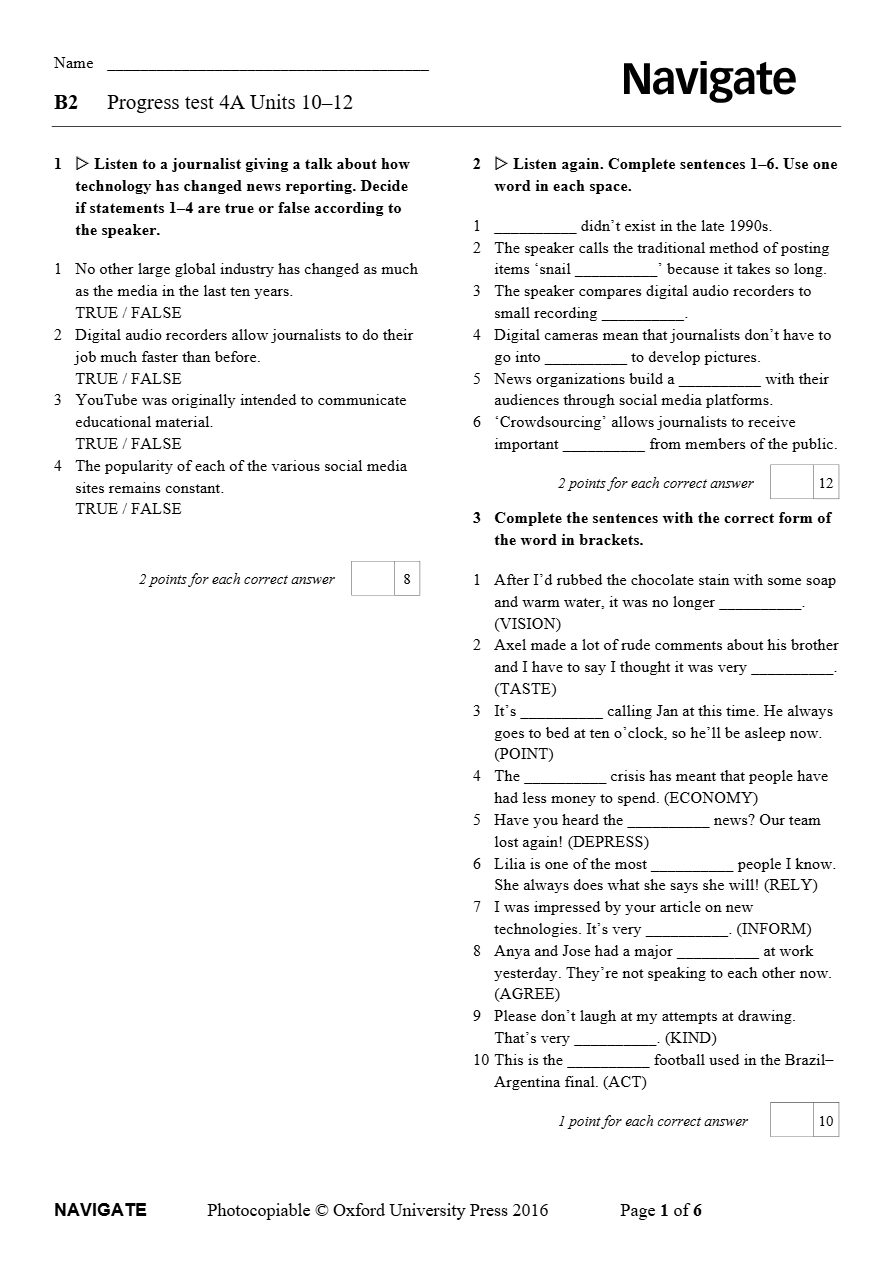 Name ________________________________________
Navigate
B2 Progress test 4A Units 10–12
1 ▷ Listen to a journalist giving a talk about how
technology has changed news reporting. Decide
if statements 1–4 are true or false according to
the speaker.
1 No other large global industry has changed as much
as the media in the last ten years.
TRUE / FALSE
2 Digital audio recorders allow journalists to do their
job much faster than before.
TRUE / FALSE
3 YouTube was originally intended to communicate
educational material.
TRUE / FALSE
4 The popularity of each of the various social media
sites remains constant.
TRUE / FALSE
2 points for each correct answer 8
2 ▷ Listen again. Complete sentences 1–6. Use one
word in each space.
1 __________ didn’t exist in the late 1990s.
2 The speaker calls the traditional method of posting
items ‘snail __________’ because it takes so long.
3 The speaker compares digital audio recorders to
small recording __________.
4 Digital cameras mean that journalists don’t have to
go into __________ to develop pictures.
5 News organizations build a __________ with their
audiences through social media platforms.
6 ‘Crowdsourcing’ allows journalists to receive
important __________ from members of the public.
2 points for each correct answer 12
3 Complete the sentences with the correct form of
the word in brackets.
1 After I’d rubbed the chocolate stain with some soap
and warm water, it was no longer __________.
(VISION)
2 Axel made a lot of rude comments about his brother
and I have to say I thought it was very __________.
(TASTE)
3 It’s __________ calling Jan at this time. He always
goes to bed at ten o’clock, so he’ll be asleep now.
(POINT)
4 The __________ crisis has meant that people have
had less money to spend. (ECONOMY)
5 Have you heard the __________ news? Our team
lost again! (DEPRESS)
6 Lilia is one of the most __________ people I know.
She always does what she says she will! (RELY)
7 I was impressed by your article on new
technologies. It’s very __________. (INFORM)
8 Anya and Jose had a major __________ at work
yesterday. They’re not speaking to each other now.
(AGREE)
9 Please don’t laugh at my attempts at drawing.
That’s very __________. (KIND)
10 This is the __________ football used in the Brazil–
Argentina final. (ACT)
1 point for each correct answer 10
NAVIGATE Photocopiable © Oxford University Press 2016 Page 1 of 6